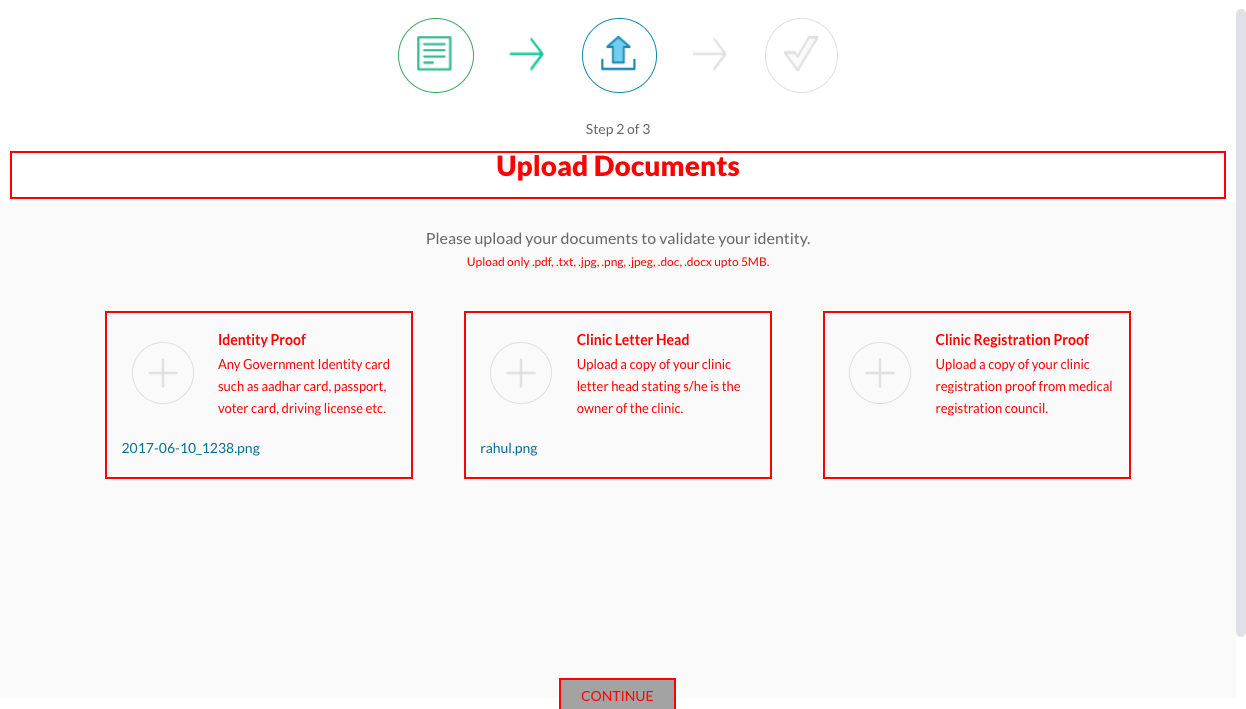 Step 2 of 3
Upload Documents
Please upload your documents to validate your identity.
Upload only .pdf, .txt, .jpg, .png, .jpeg, .doc, .docx upto 5MB.
Identity Proof
Any Government Identity card
such as aadhar card, passport,
voter card, driving license etc.
2017-06-10_1238.png
Clinic Letter Head
Upload a copy of your clinic
letter head stating s/he is the
owner of the clinic.
rahul.png
Clinic Registration Proof
Upload a copy of your clinic
registration proof from medical
registration council.
CONTINUE